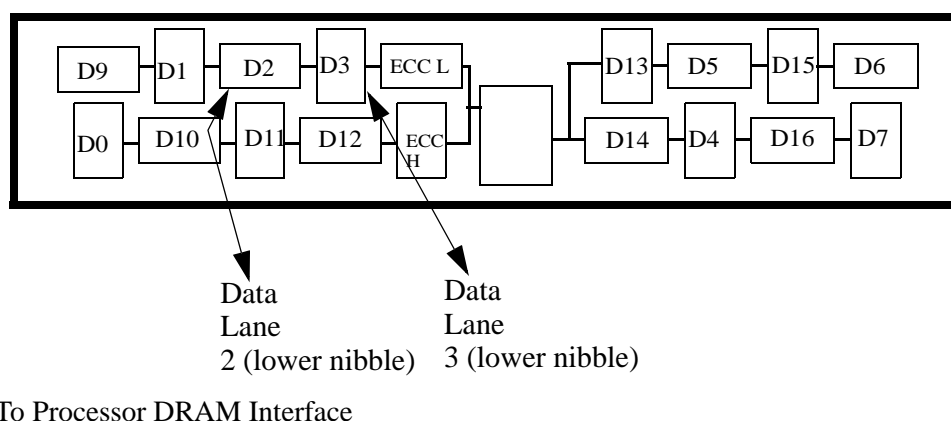 D9 D1 D2 D3 ECC L D13 D5 D15 D6
D0 D10 D11 D12 ECC H D14 D4 D16 D7
Data Lane 2 (lower nibble)
Data Lane 3 (lower nibble)
To Processor DRAM Interface